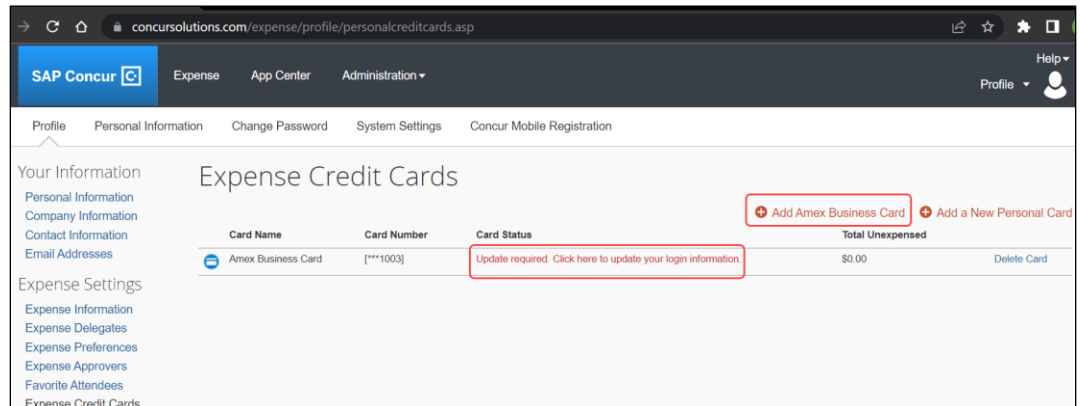 concursolutions.com/expense/profile/personalcreditcards.asp
Help
SAP Concur C Expense App Center Administration
Profile
Profile Personal Information Change Password System Settings Concur Mobile Registration
Your Information
Personal Information
Company Information
Contact Information
Email Addresses
Expense Settings
Expense Information
Expense Delegates
Expense Preferences
Expense Approvers
Favorite Attendees
Expense Credit Cards
Expense Credit Cards
Add Amex Business Card Add a New Personal Card
Card Name Card Number Card Status Total Unexpensed
Amex Business Card [***1003] Update required. Click here to update your login information. $0.00 Delete Card